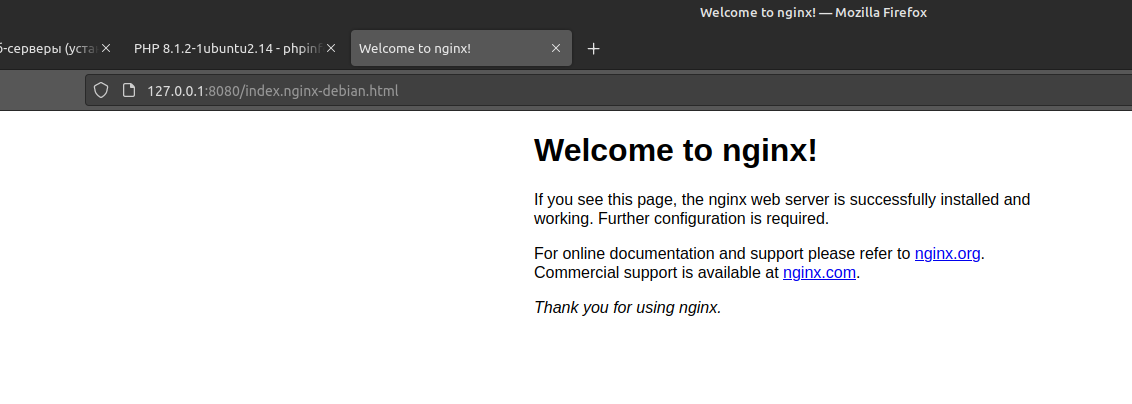 Welcome to nginx! — Mozilla Firefox
б-серверы (уста
PHP 8.1.2-1ubuntu2.14 - phpinf
Welcome to nginx!
127.0.0.1:8080/index.nginx-debian.html
Welcome to nginx!
If you see this page, the nginx web server is successfully installed and
working. Further configuration is required.
For online documentation and support please refer to nginx.org.
Commercial support is available at nginx.com.
Thank you for using nginx.